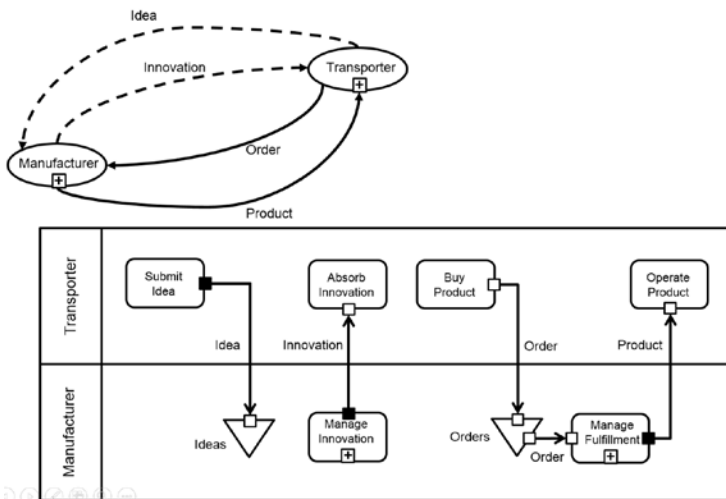 Idea
Innovation
Transporter
Order
Manufacturer
Product
Transporter
Submit
Idea
Absorb
Innovation
Buy
Product
Operate
Product
Idea
Innovation
Order
Product
Manufacturer
Ideas
Manage
Innovation
Orders
Order
Manage
Fulfillment